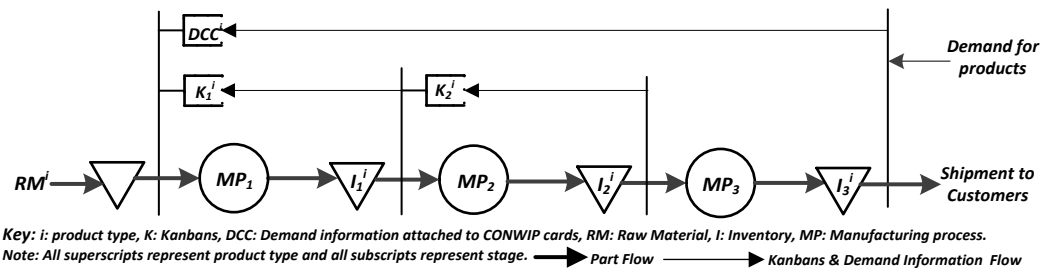 DCC^i
Demand for
products
K_1^i
K_2^i
RM^i
MP_1
I_1^i
MP_2
I_2^i
MP_3
I_3^i
Shipment to
Customers
Key: i: product type, K: Kanbans, DCC: Demand information attached to CONWIP cards, RM: Raw Material, I: Inventory, MP: Manufacturing process.
Note: All superscripts represent product type and all subscripts represent stage. Part Flow Kanbans & Demand Information Flow